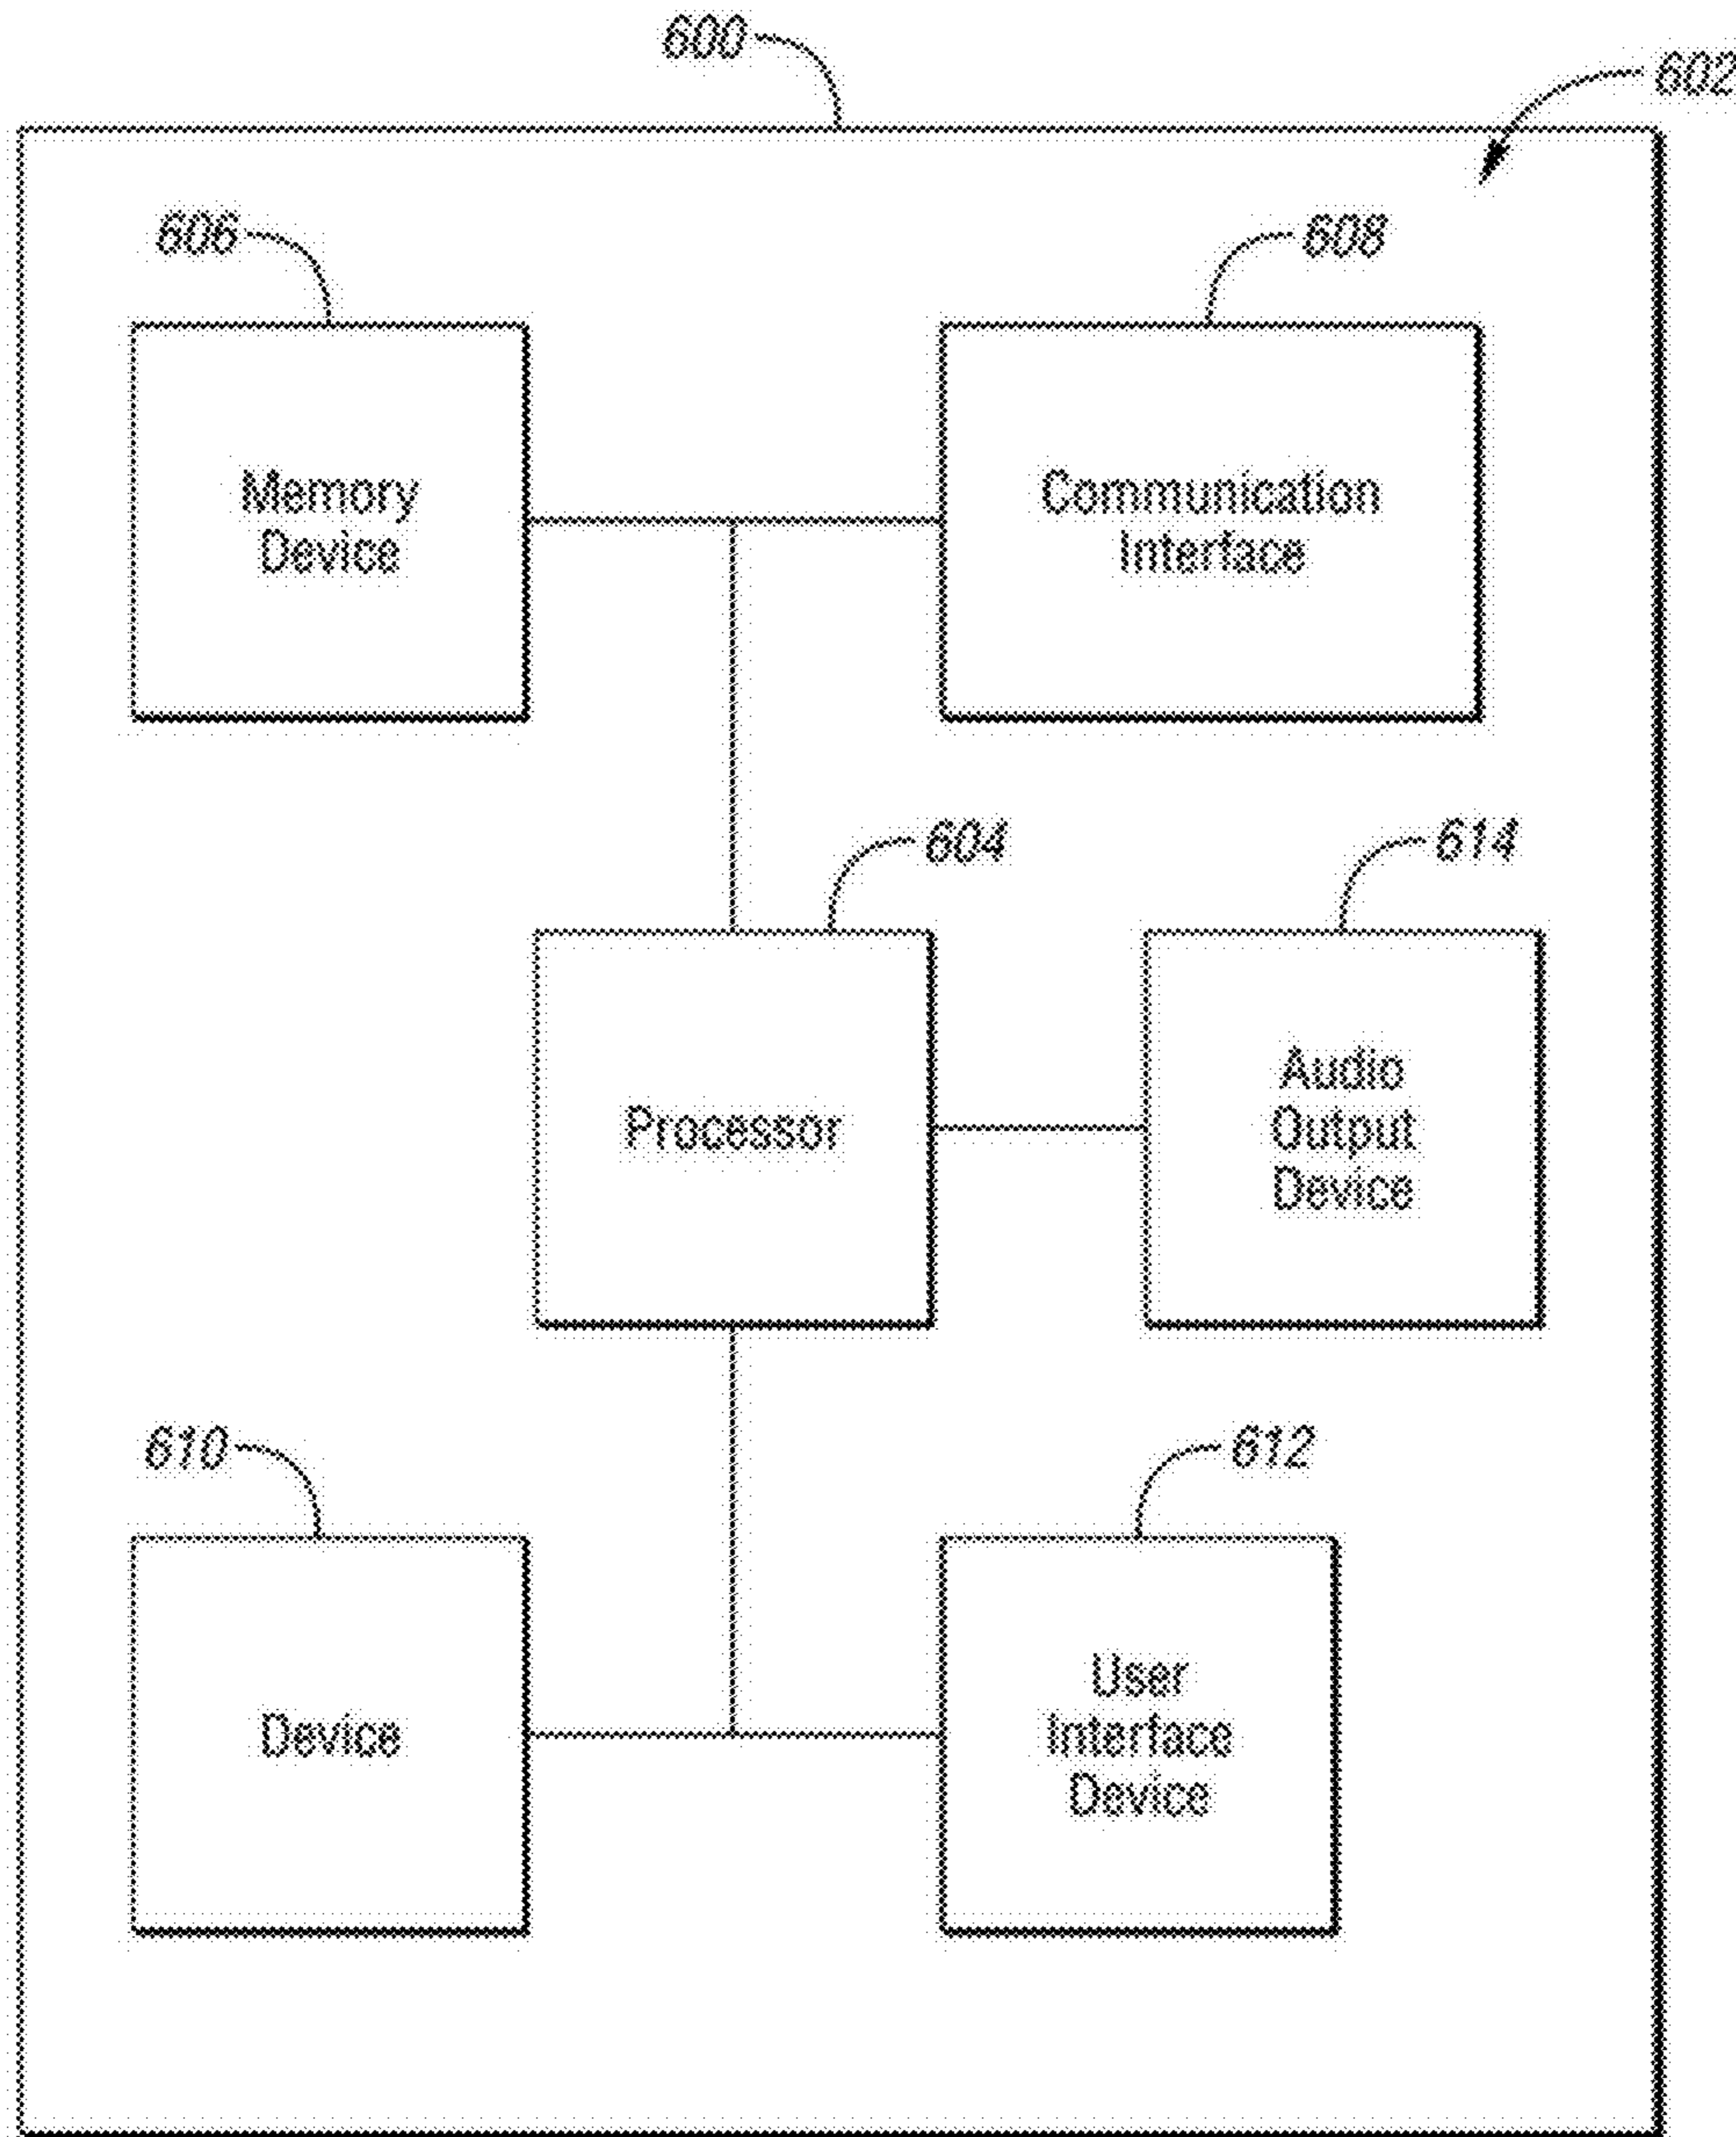 600
602
606
608
Memory
Device
Communication
Interface
604
614
Processor
Audio
Output
Device
610
612
Device
User
Interface
Device